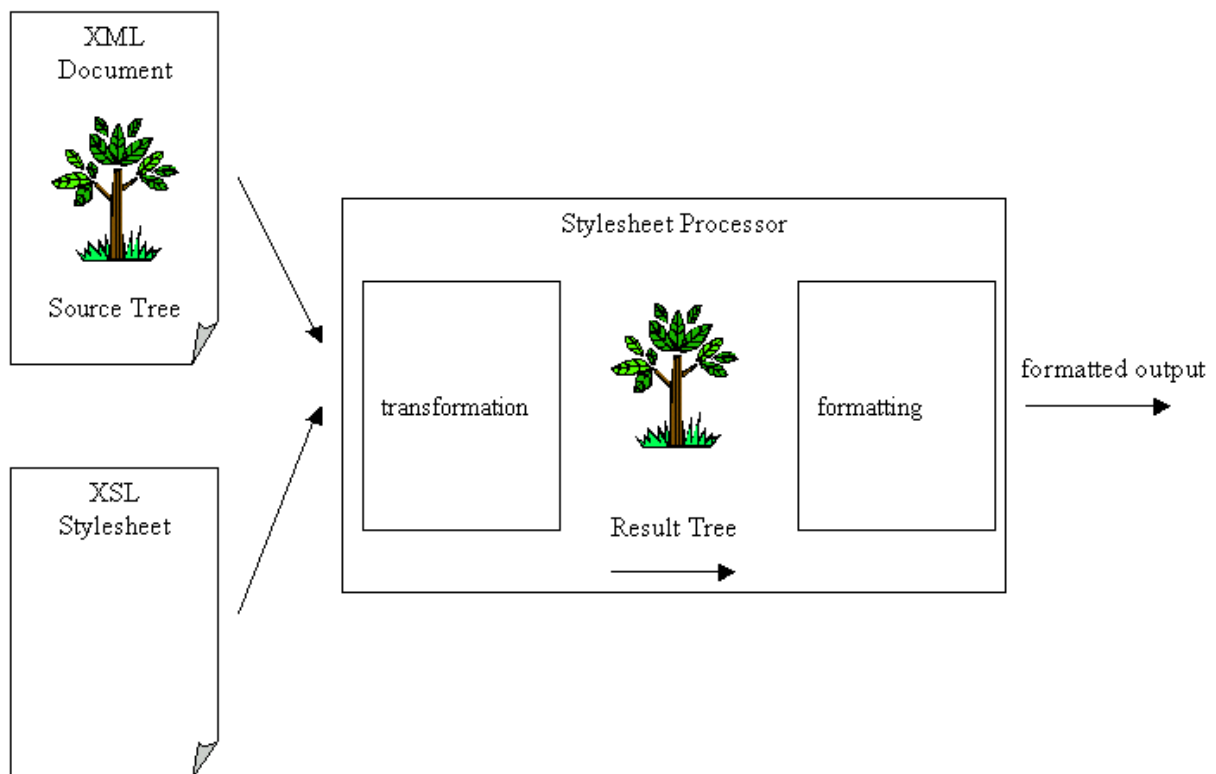 XML
Document
Source Tree
XSL
Stylesheet
Stylesheet Processor
transformation
Result Tree
formatting
formatted output